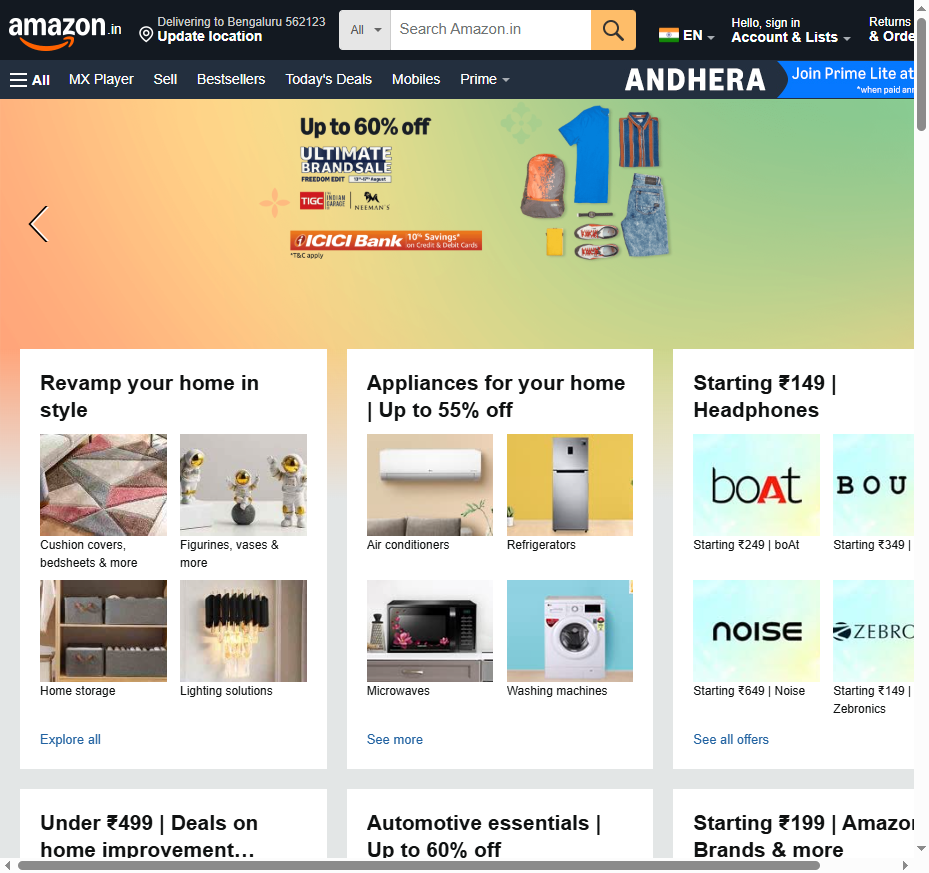 amazon.in
Delivering to Bengaluru 562123
Update location
All
Search Amazon.in
EN
Hello, sign in
Account & Lists
Returns
& Orde
All
MX Player
Sell
Bestsellers
Today's Deals
Mobiles
Prime
ANDHERA
Join Prime Lite at
*when paid ann
Up to 60% off
ULTIMATE
BRAND SALE
FREEDOM EDIT
TIGC
THE INDIAN GARAGE
NEEMAN'S
ICICI Bank
10% Savings*
on Credit & Debit Cards
*T&C apply
Revamp your home in
style
Cushion covers,
bedsheets & more
Figurines, vases &
more
Home storage
Lighting solutions
Explore all
Appliances for your home
| Up to 55% off
Air conditioners
Refrigerators
Microwaves
Washing machines
See more
Starting ₹149 |
Headphones
boAt
BOU
Starting ₹249 | boAt
Starting ₹349 |
noise
ZEBRO
Starting ₹649 | Noise
Starting ₹149 |
Zebronics
See all offers
Under ₹499 | Deals on
home improvement…
Automotive essentials |
Up to 60% off
Starting ₹199 | Amazon
Brands & more